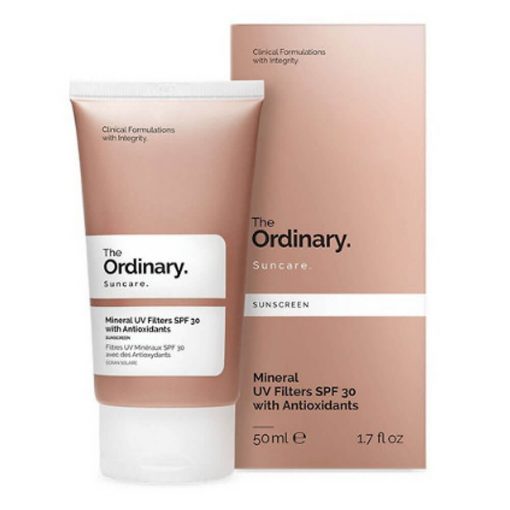 Clinical Formulations
with Integrity.
The
Ordinary.
Suncare.
Mineral UV Filters SPF 30
with Antioxidants
SUNSCREEN
Filtres UV Minéraux SPF 30
avec des Antioxydants
ÉCRAN SOLAIRE
Clinical Formulations
with Integrity.
The
Ordinary.
Suncare.
SUNSCREEN
Mineral
UV Filters SPF 30
with Antioxidants
50 ml ℮ 1.7 fl oz